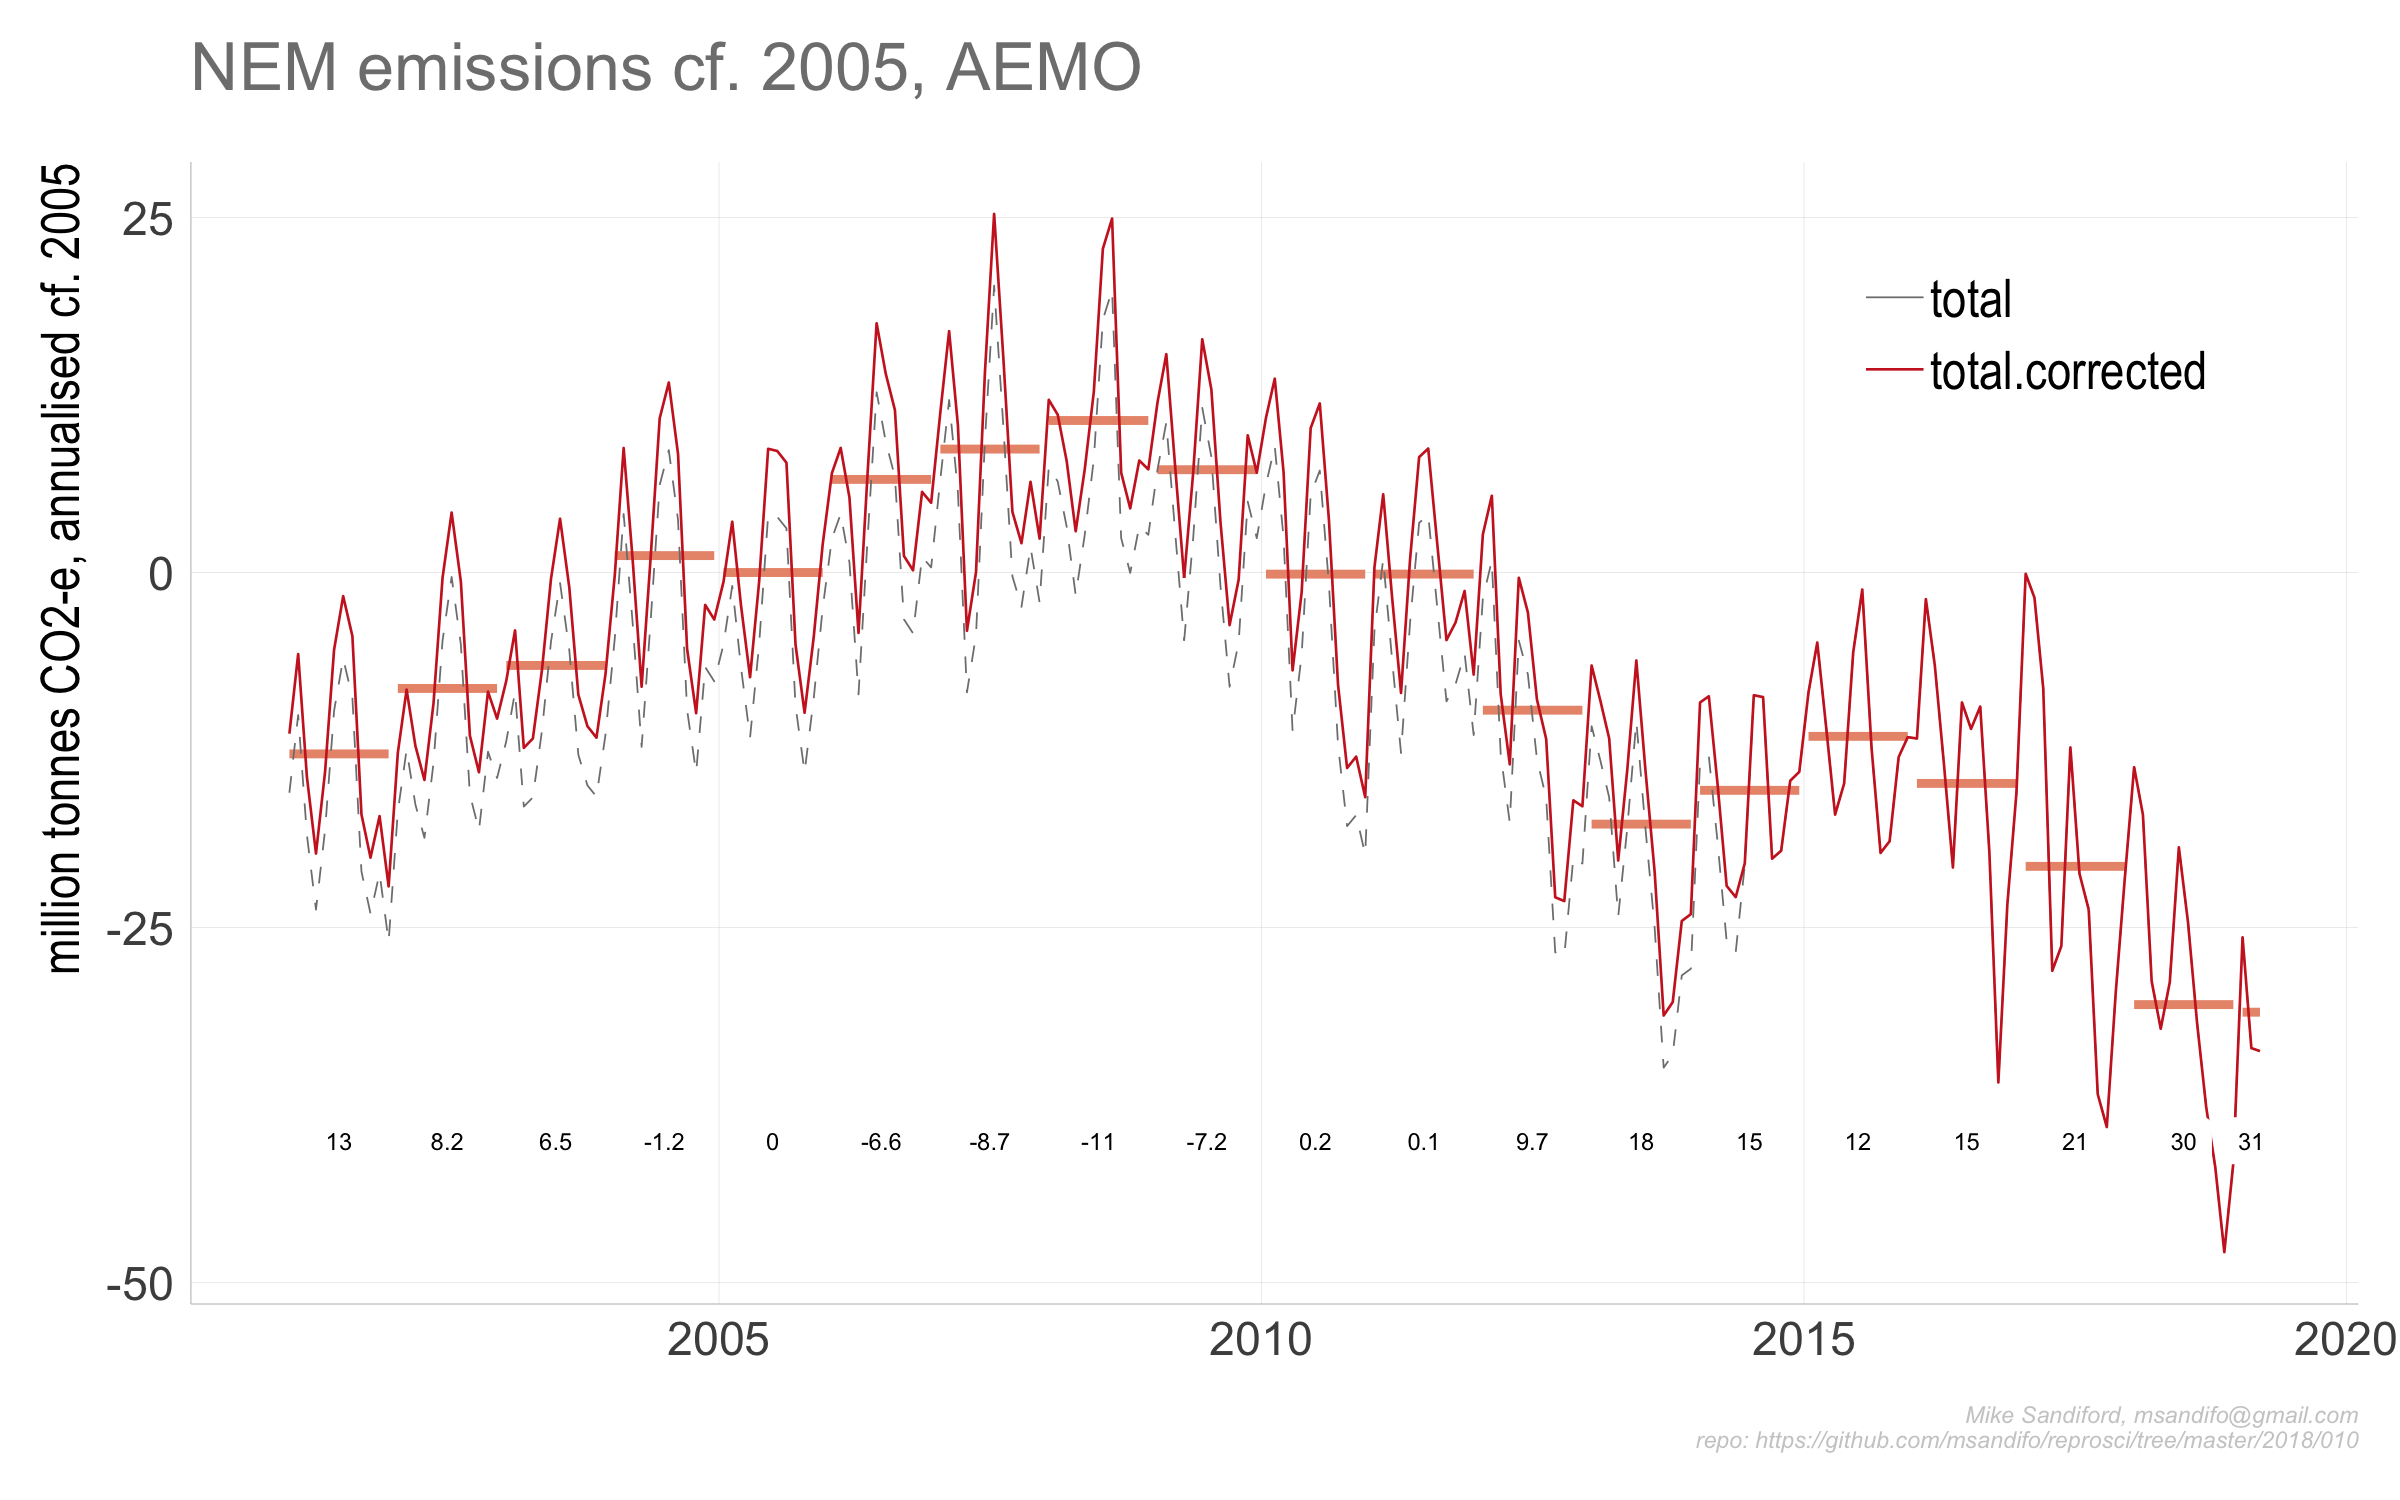 NEM emissions cf. 2005, AEMO
million tonnes CO2-e, annualised cf. 2005
25
0
-25
-50
total
total.corrected
13 8.2 6.5 -1.2 0 -6.6 -8.7 -11 -7.2 0.2 0.1 9.7 18 15 12 15 21 30 31
2005 2010 2015 2020
Mike Sandiford, msandifo@gmail.com
repo: https://github.com/msandifo/reprosci/tree/master/2018/010